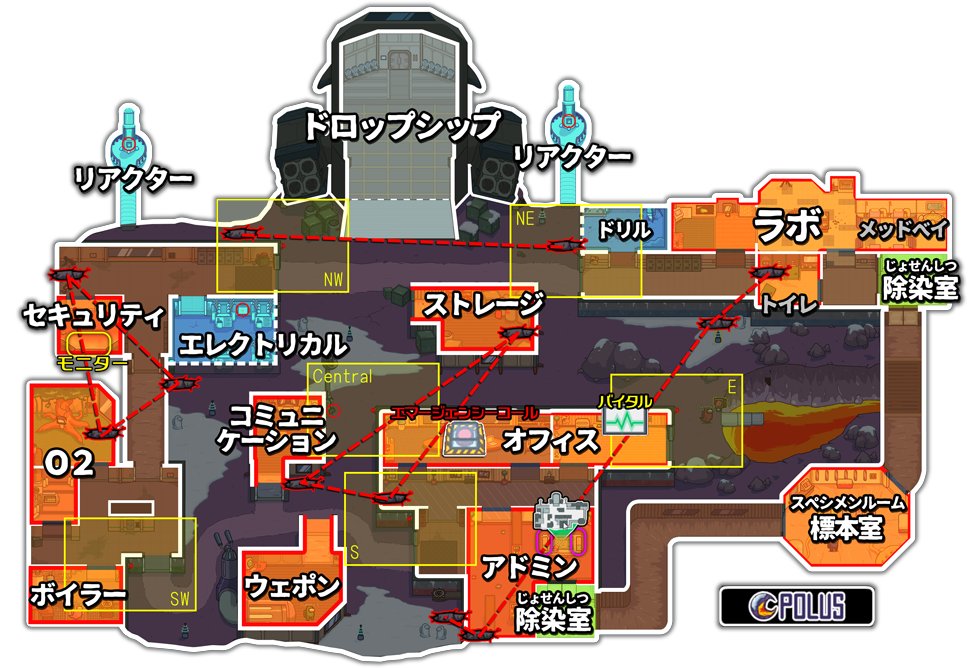 ドロップシップ
リアクター
リアクター
NE
ドリル
ラボ
メッドベイ
NW
じょせんしつ
除染室
セキュリティ
モニター
エレクトリカル
ストレージ
トイレ
Central
コミュニ
ケーション
エマージェンシーコール
オフィス
バイタル
E
O2
S
スペシメンルーム
標本室
アドミン
ボイラー
SW
ウェポン
じょせんしつ
除染室
POLUS